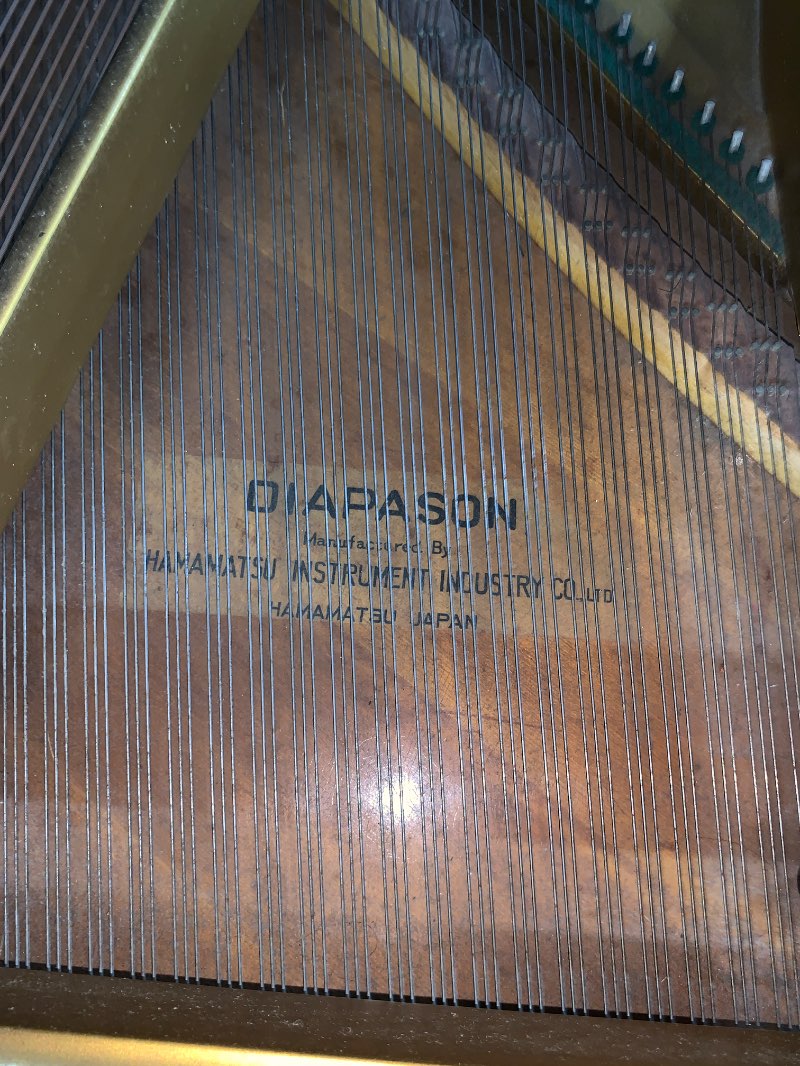 DIAPASON
Manufactured By
HAMAMATSU INSTRUMENT INDUSTRY CO., LTD
HAMAMATSU JAPAN